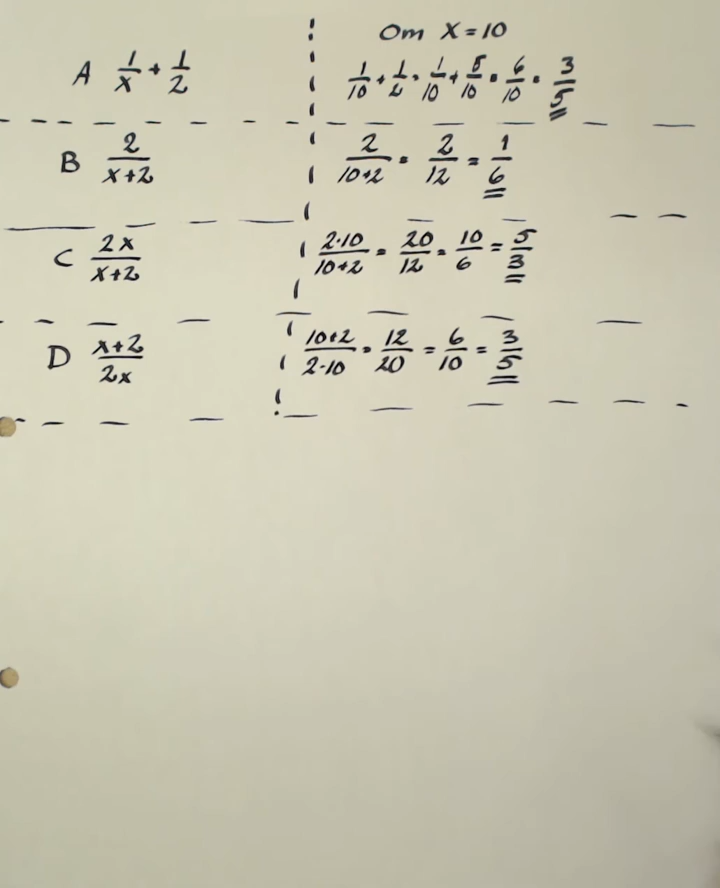 Om X = 10
A 1/x + 1/2
1/10 + 1/2 = 1/10 + 5/10 = 6/10 = 3/5
B 2/(x+2)
2/(10+2) = 2/12 = 1/6
C 2x/(x+2)
2·10/(10+2) = 20/12 = 10/6 = 5/3
D (x+2)/2x
(10+2)/(2·10) = 12/20 = 6/10 = 3/5